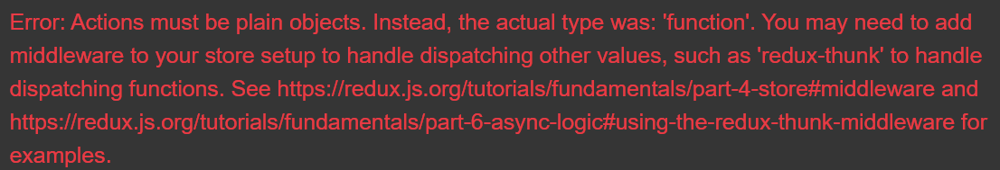 Error: Actions must be plain objects. Instead, the actual type was: 'function'. You may need to add
middleware to your store setup to handle dispatching other values, such as 'redux-thunk' to handle
dispatching functions. See https://redux.js.org/tutorials/fundamentals/part-4-store#middleware and
https://redux.js.org/tutorials/fundamentals/part-6-async-logic#using-the-redux-thunk-middleware for
examples.